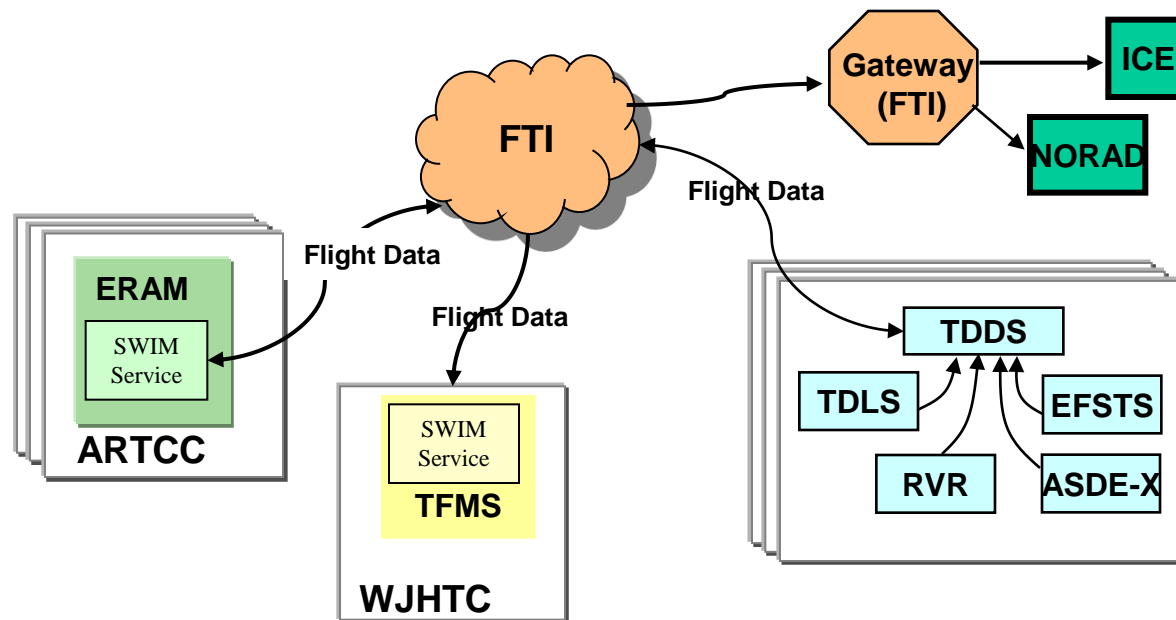 Gateway
(FTI)
ICE
NORAD
FTI
Flight Data
Flight Data
Flight Data
ERAM
SWIM
Service
ARTCC
SWIM
Service
TFMS
WJHTC
TDDS
TDLS
EFSTS
RVR
ASDE-X